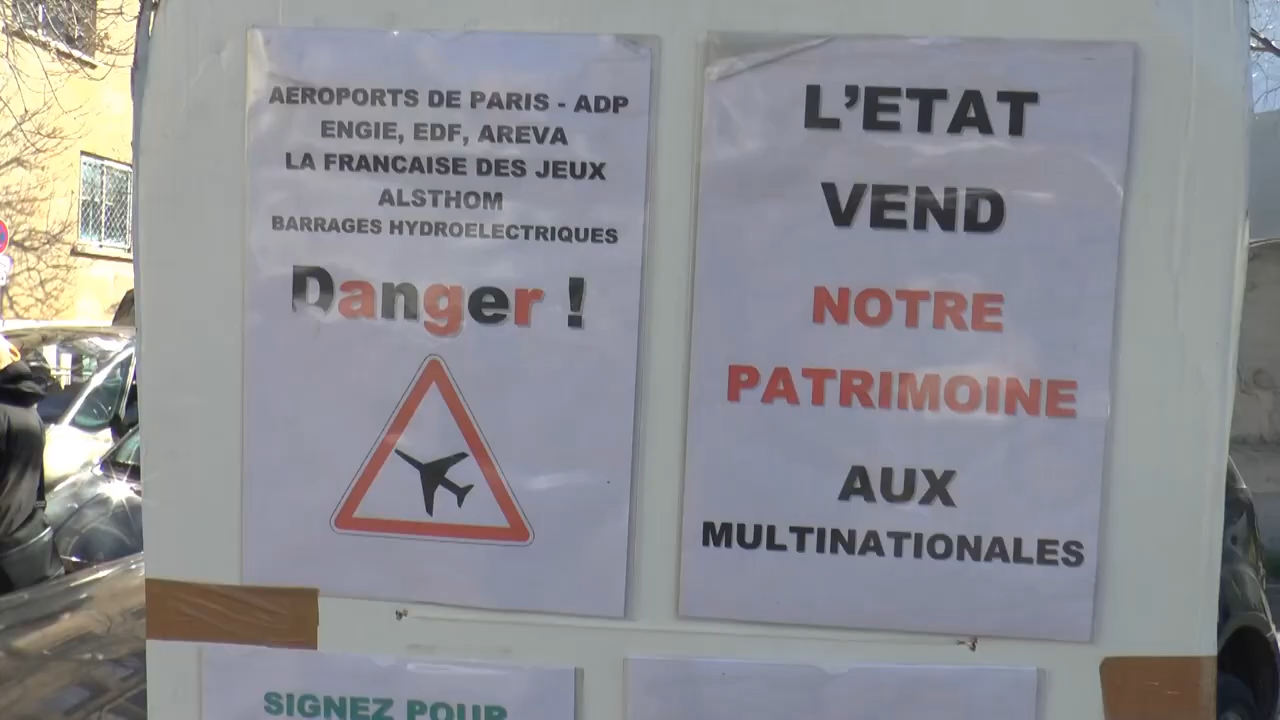 AEROPORTS DE PARIS - ADP
ENGIE, EDF, AREVA
LA FRANCAISE DES JEUX
ALSTHOM
BARRAGES HYDROELECTRIQUES
Danger !
L'ETAT
VEND
NOTRE
PATRIMOINE
AUX
MULTINATIONALES
SIGNEZ POUR